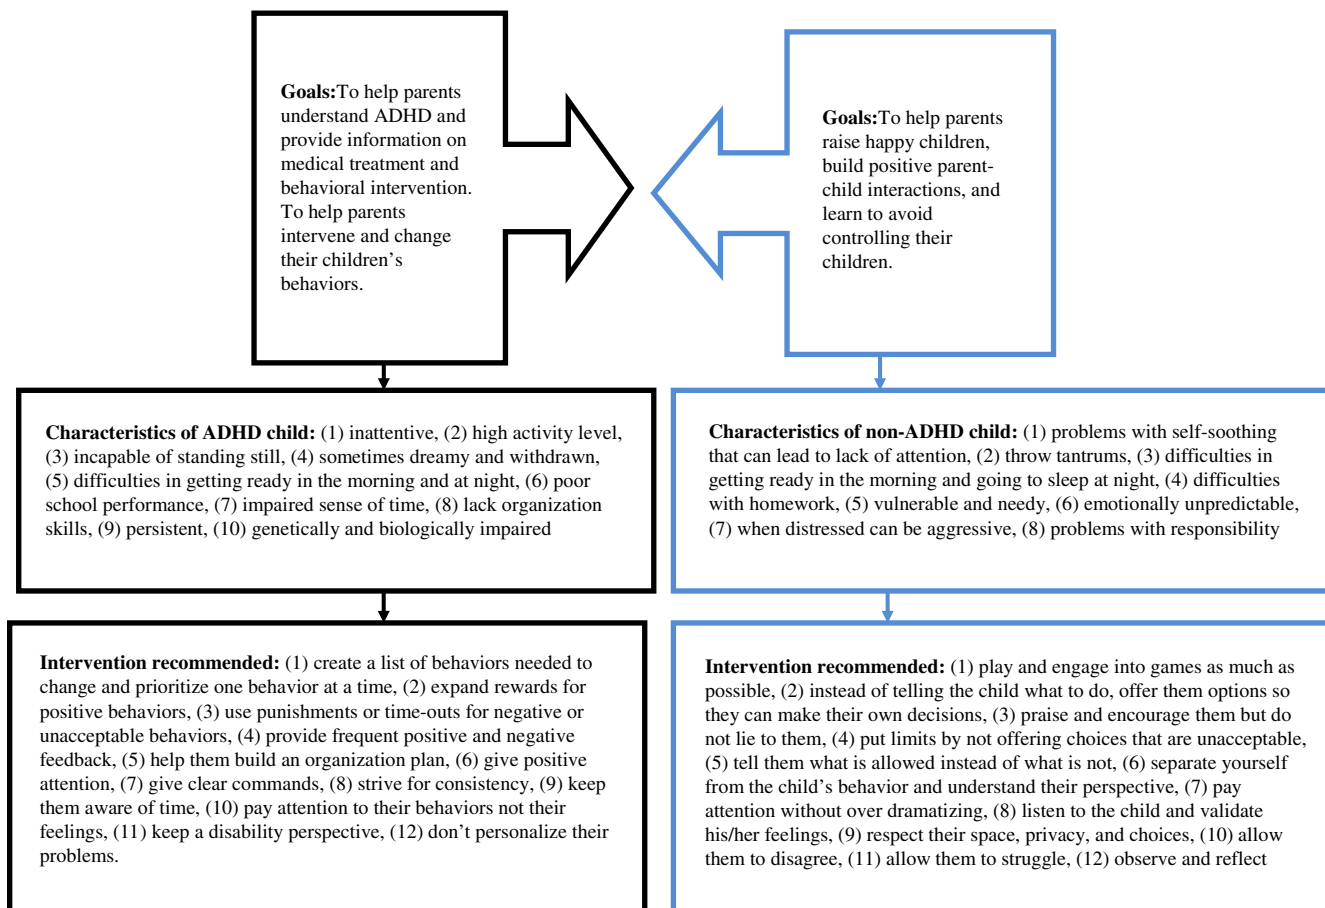 Goals:To help parents
understand ADHD and
provide information on
medical treatment and
behavioral intervention.
To help parents
intervene and change
their children’s
behaviors.
Goals:To help parents
raise happy children,
build positive parent-
child interactions, and
learn to avoid
controlling their
children.
Characteristics of ADHD child: (1) inattentive, (2) high activity level,
(3) incapable of standing still, (4) sometimes dreamy and withdrawn,
(5) difficulties in getting ready in the morning and at night, (6) poor
school performance, (7) impaired sense of time, (8) lack organization
skills, (9) persistent, (10) genetically and biologically impaired
Characteristics of non-ADHD child: (1) problems with self-soothing
that can lead to lack of attention, (2) throw tantrums, (3) difficulties in
getting ready in the morning and going to sleep at night, (4) difficulties
with homework, (5) vulnerable and needy, (6) emotionally unpredictable,
(7) when distressed can be aggressive, (8) problems with responsibility
Intervention recommended: (1) create a list of behaviors needed to
change and prioritize one behavior at a time, (2) expand rewards for
positive behaviors, (3) use punishments or time-outs for negative or
unacceptable behaviors, (4) provide frequent positive and negative
feedback, (5) help them build an organization plan, (6) give positive
attention, (7) give clear commands, (8) strive for consistency, (9) keep
them aware of time, (10) pay attention to their behaviors not their
feelings, (11) keep a disability perspective, (12) don’t personalize their
problems.
Intervention recommended: (1) play and engage into games as much as
possible, (2) instead of telling the child what to do, offer them options so
they can make their own decisions, (3) praise and encourage them but do
not lie to them, (4) put limits by not offering choices that are unacceptable,
(5) tell them what is allowed instead of what is not, (6) separate yourself
from the child’s behavior and understand their perspective, (7) pay
attention without over dramatizing, (8) listen to the child and validate
his/her feelings, (9) respect their space, privacy, and choices, (10) allow
them to disagree, (11) allow them to struggle, (12) observe and reflect